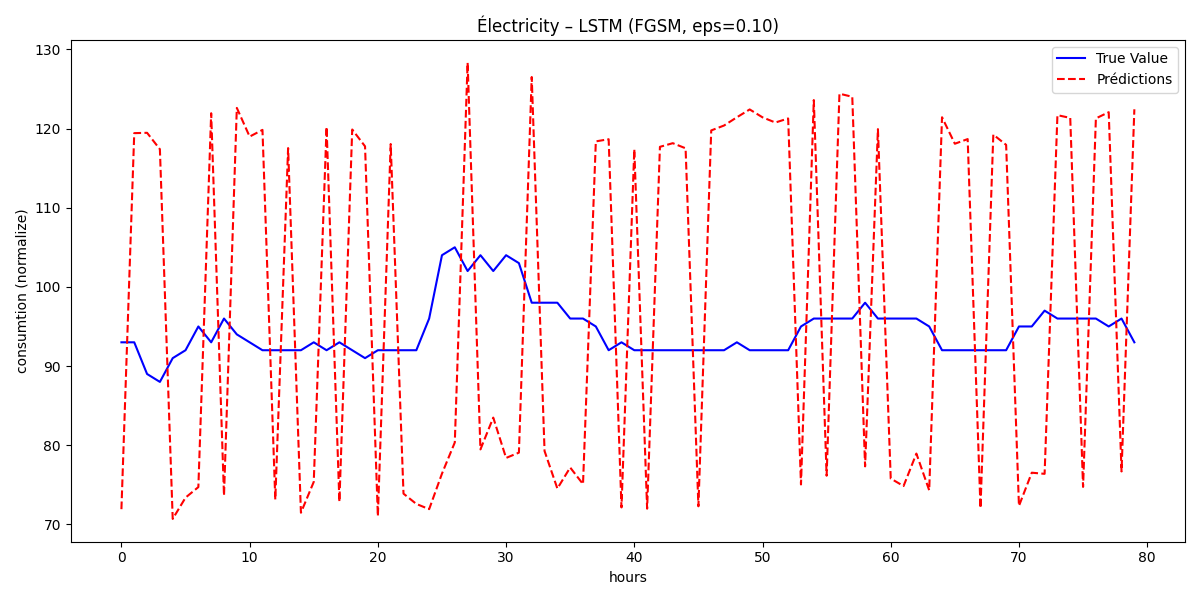 Électricity – LSTM (FGSM, eps=0.10)
True Value
Prédictions
consumtion (normalize)
130
120
110
100
90
80
70
0 10 20 30 40 50 60 70 80
hours